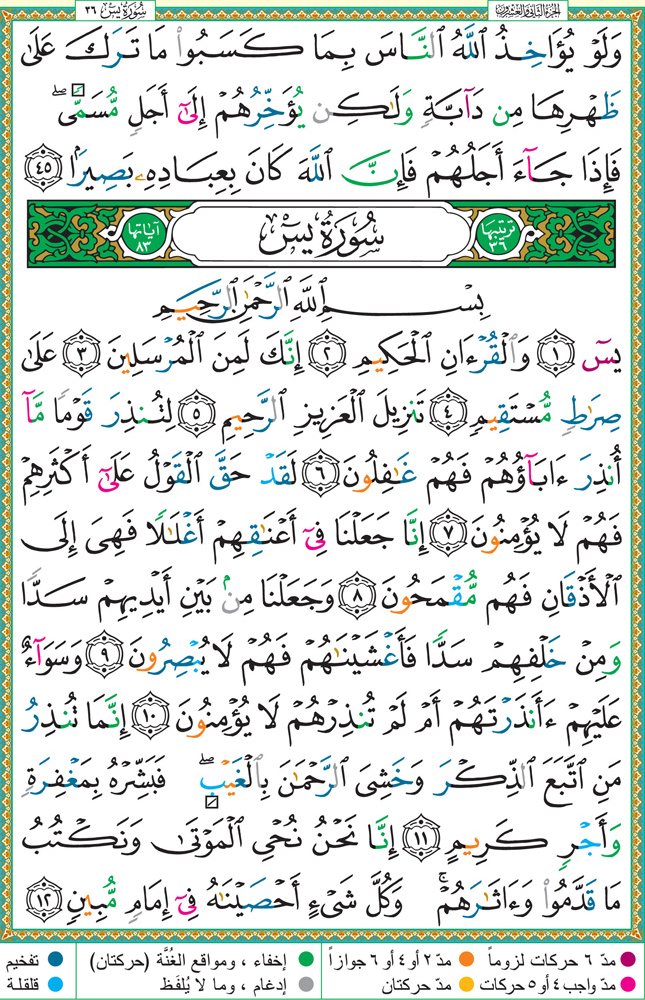 الجزء الثاني والعشرون
سُورَةُ يسٓ ٣٦
وَلَوْ يُؤَاخِذُ ٱللَّهُ ٱلنَّاسَ بِمَا كَسَبُوا۟ مَا تَرَكَ عَلَىٰ
ظَهْرِهَا مِن دَآبَّةٍ وَلَٰكِن يُؤَخِّرُهُمْ إِلَىٰٓ أَجَلٍ مُّسَمًّى ۖ
فَإِذَا جَآءَ أَجَلُهُمْ فَإِنَّ ٱللَّهَ كَانَ بِعِبَادِهِۦ بَصِيرًۢا ٤٥
ترتيبها ٣٦ سُورَةُ يسٓ آياتها ٨٣
بِسْمِ ٱللَّهِ ٱلرَّحْمَٰنِ ٱلرَّحِيمِ
يسٓ ١ وَٱلْقُرْءَانِ ٱلْحَكِيمِ ٢ إِنَّكَ لَمِنَ ٱلْمُرْسَلِينَ ٣ عَلَىٰ
صِرَٰطٍ مُّسْتَقِيمٍ ٤ تَنزِيلَ ٱلْعَزِيزِ ٱلرَّحِيمِ ٥ لِتُنذِرَ قَوْمًا مَّآ
أُنذِرَ ءَابَآؤُهُمْ فَهُمْ غَٰفِلُونَ ٦ لَقَدْ حَقَّ ٱلْقَوْلُ عَلَىٰٓ أَكْثَرِهِمْ
فَهُمْ لَا يُؤْمِنُونَ ٧ إِنَّا جَعَلْنَا فِىٓ أَعْنَٰقِهِمْ أَغْلَٰلًا فَهِىَ إِلَى
ٱلْأَذْقَانِ فَهُم مُّقْمَحُونَ ٨ وَجَعَلْنَا مِنۢ بَيْنِ أَيْدِيهِمْ سَدًّا
وَمِنْ خَلْفِهِمْ سَدًّا فَأَغْشَيْنَٰهُمْ فَهُمْ لَا يُبْصِرُونَ ٩ وَسَوَآءٌ
عَلَيْهِمْ ءَأَنذَرْتَهُمْ أَمْ لَمْ تُنذِرْهُمْ لَا يُؤْمِنُونَ ١٠ إِنَّمَا تُنذِرُ
مَنِ ٱتَّبَعَ ٱلذِّكْرَ وَخَشِىَ ٱلرَّحْمَٰنَ بِٱلْغَيْبِ ۖ فَبَشِّرْهُ بِمَغْفِرَةٍ
وَأَجْرٍ كَرِيمٍ ١١ إِنَّا نَحْنُ نُحْىِ ٱلْمَوْتَىٰ وَنَكْتُبُ
مَا قَدَّمُوا۟ وَءَاثَٰرَهُمْ ۚ وَكُلَّ شَىْءٍ أَحْصَيْنَٰهُ فِىٓ إِمَامٍ مُّبِينٍ ١٢
مدّ ٦ حركات لزوماً مدّ ٢ أو ٤ أو ٦ جوازاً إخفاء ، ومواقع الغُنَّة (حركتان) تفخيم
مدّ واجب ٤ أو ٥ حركات مدّ حركتان إدغام ، وما لا يُلفَظ قلقلة